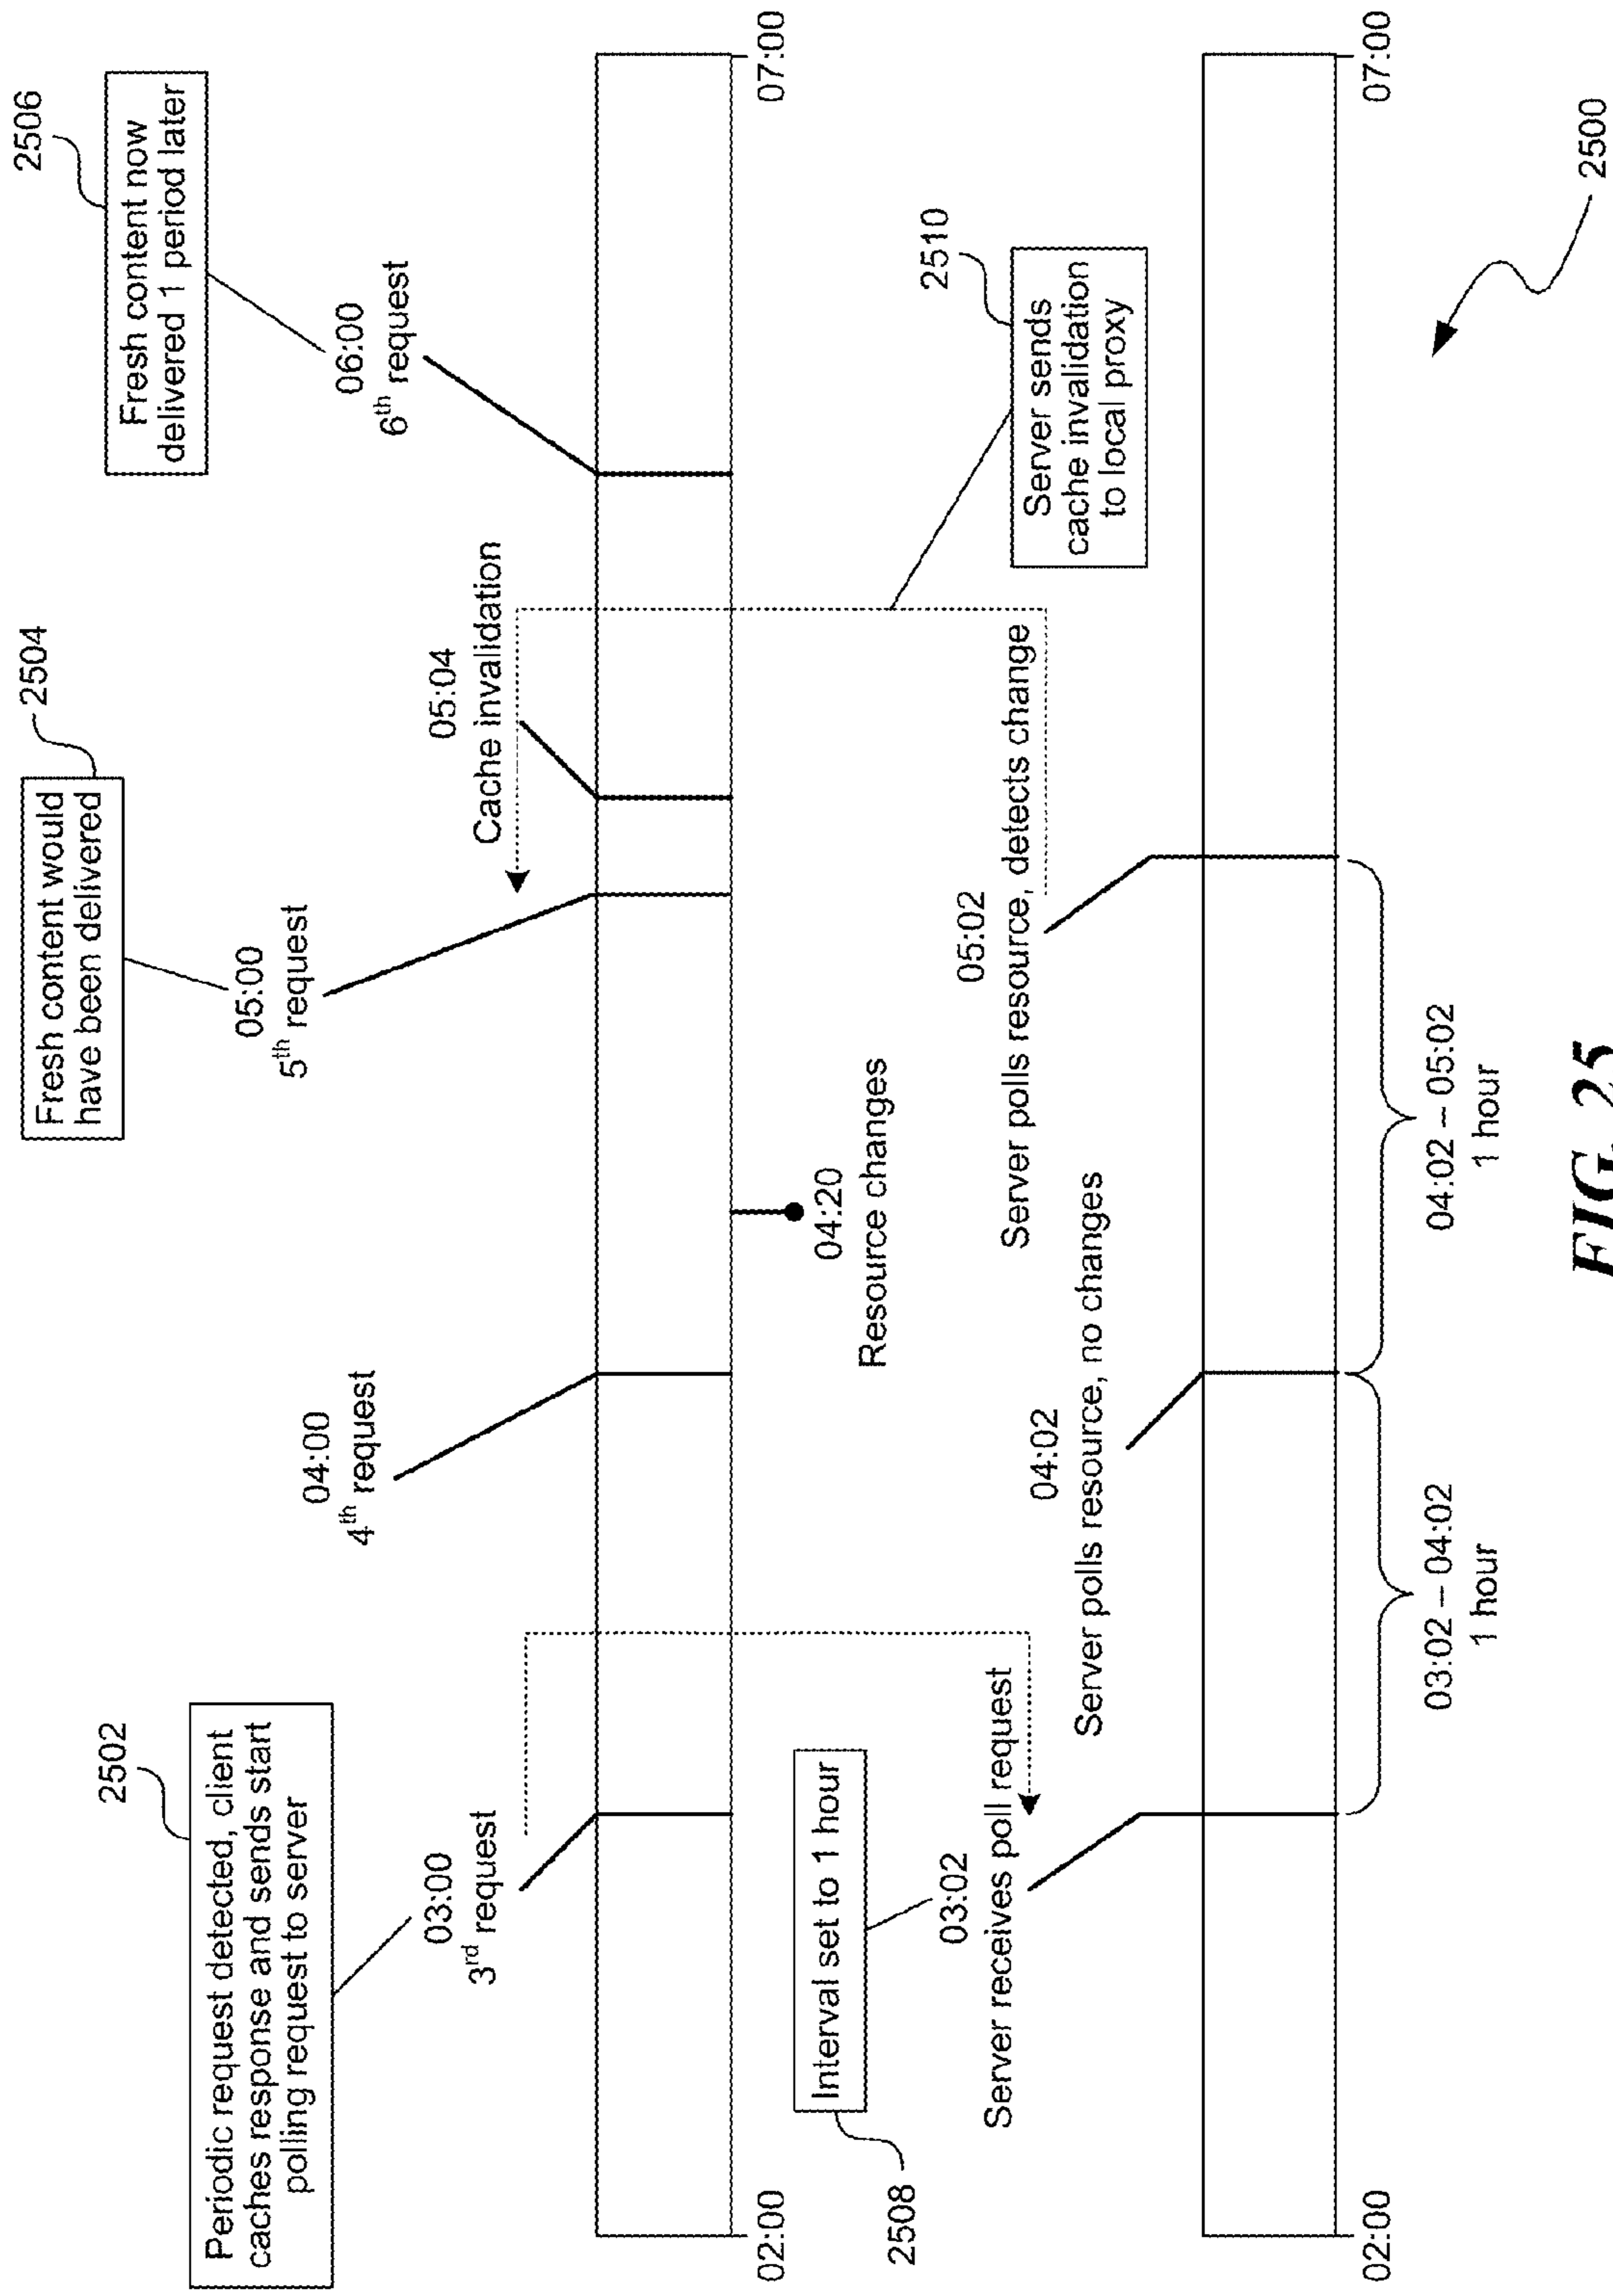 2502
Periodic request detected, client
caches response and sends start
polling request to server
03:00
3rd request
04:00
4th request
2504
Fresh content would
have been delivered
05:00
5th request
05:04
Cache invalidation
2506
Fresh content now
delivered 1 period later
06:00
6th request
02:00
07:00
04:20
Resource changes
2508
Interval set to 1 hour
03:02
Server receives poll request
04:02
Server polls resource, no changes
05:02
Server polls resource, detects change
2510
Server sends
cache invalidation
to local proxy
02:00
07:00
03:02 – 04:02
1 hour
04:02 – 05:02
1 hour
2500
FIG. 25